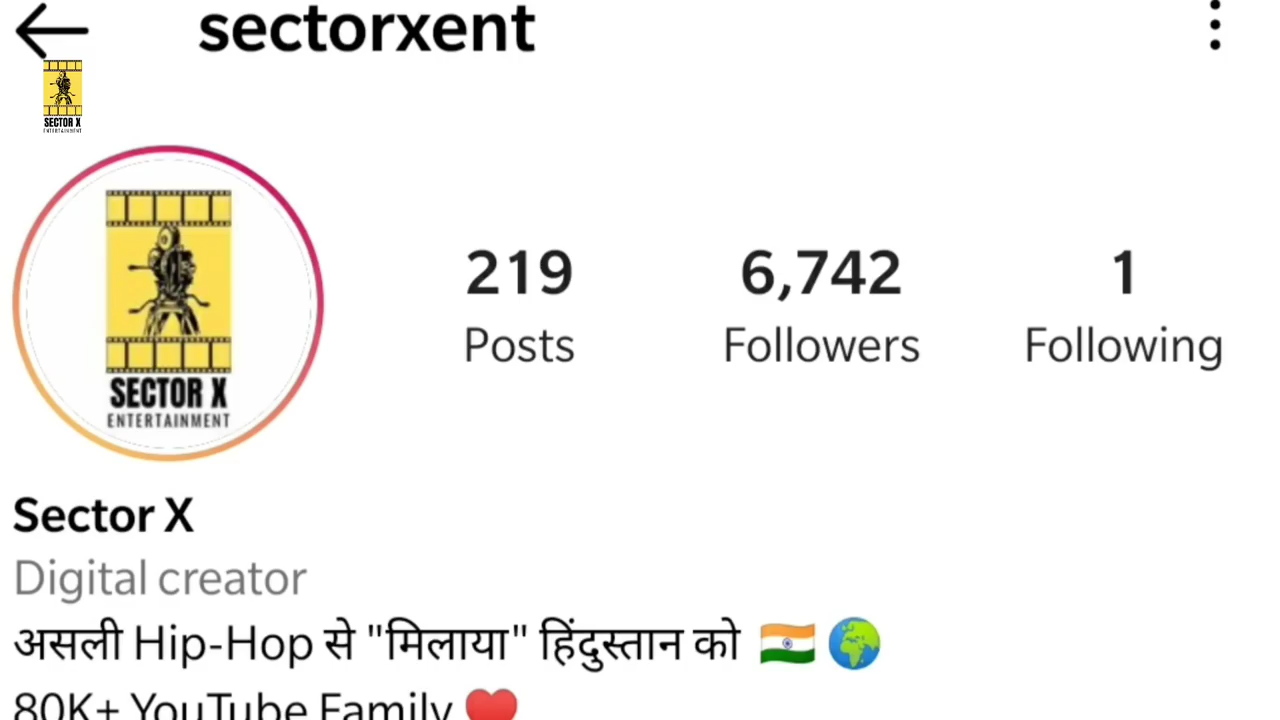 sectorxent
SECTOR X
ENTERTAINMENT
SECTOR X
ENTERTAINMENT
219 6,742 1
Posts Followers Following
Sector X
Digital creator
असली Hip-Hop से "मिलाया" हिंदुस्तान को 🇮🇳 🌍
80K+ YouTube Family ❤️